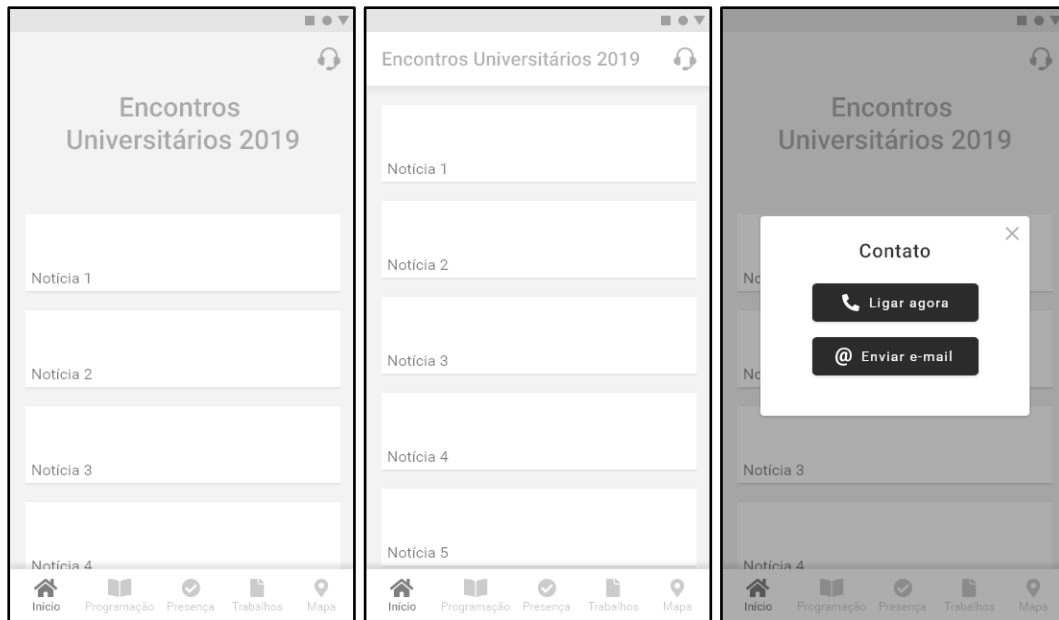 Encontros
Universitários 2019
Notícia 1
Notícia 2
Notícia 3
Notícia 4
Início Programação Presença Trabalhos Mapa
Encontros Universitários 2019
Notícia 1
Notícia 2
Notícia 3
Notícia 4
Notícia 5
Início Programação Presença Trabalhos Mapa
Encontros
Universitários 2019
Contato
Ligar agora
@ Enviar e-mail
Nc
Nc
Notícia 3
Notícia 4
Início Programação Presença Trabalhos Mapa